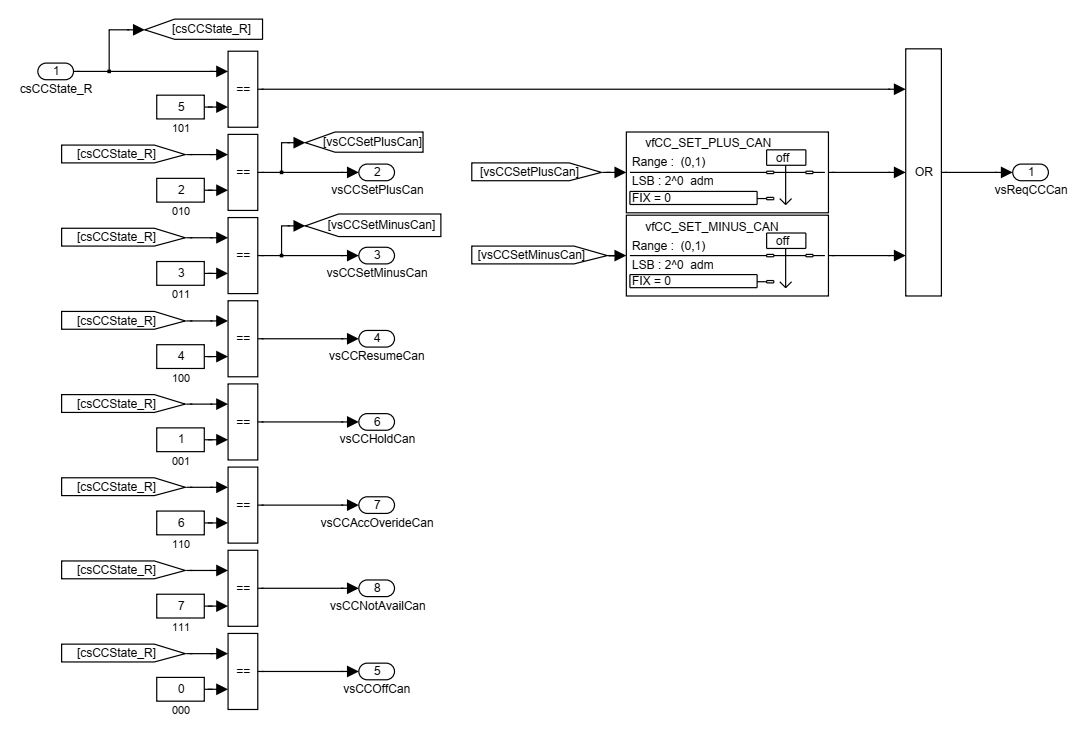 [csCCState_R]
1
csCCState_R
==
5
101
[csCCState_R]
2
010
==
[vsCCSetPlusCan]
2
vsCCSetPlusCan
[csCCState_R]
3
011
==
[vsCCSetMinusCan]
3
vsCCSetMinusCan
[csCCState_R]
4
100
==
4
vsCCResumeCan
[csCCState_R]
1
001
==
6
vsCCHoldCan
[csCCState_R]
6
110
==
7
vsCCAccOverideCan
[csCCState_R]
7
111
==
8
vsCCNotAvailCan
[csCCState_R]
0
000
==
5
vsCCOffCan
[vsCCSetPlusCan]
vfCC_SET_PLUS_CAN
Range : (0,1)
off
LSB : 2^0 adm
FIX = 0
[vsCCSetMinusCan]
vfCC_SET_MINUS_CAN
Range : (0,1)
off
LSB : 2^0 adm
FIX = 0
OR
1
vsReqCCCan